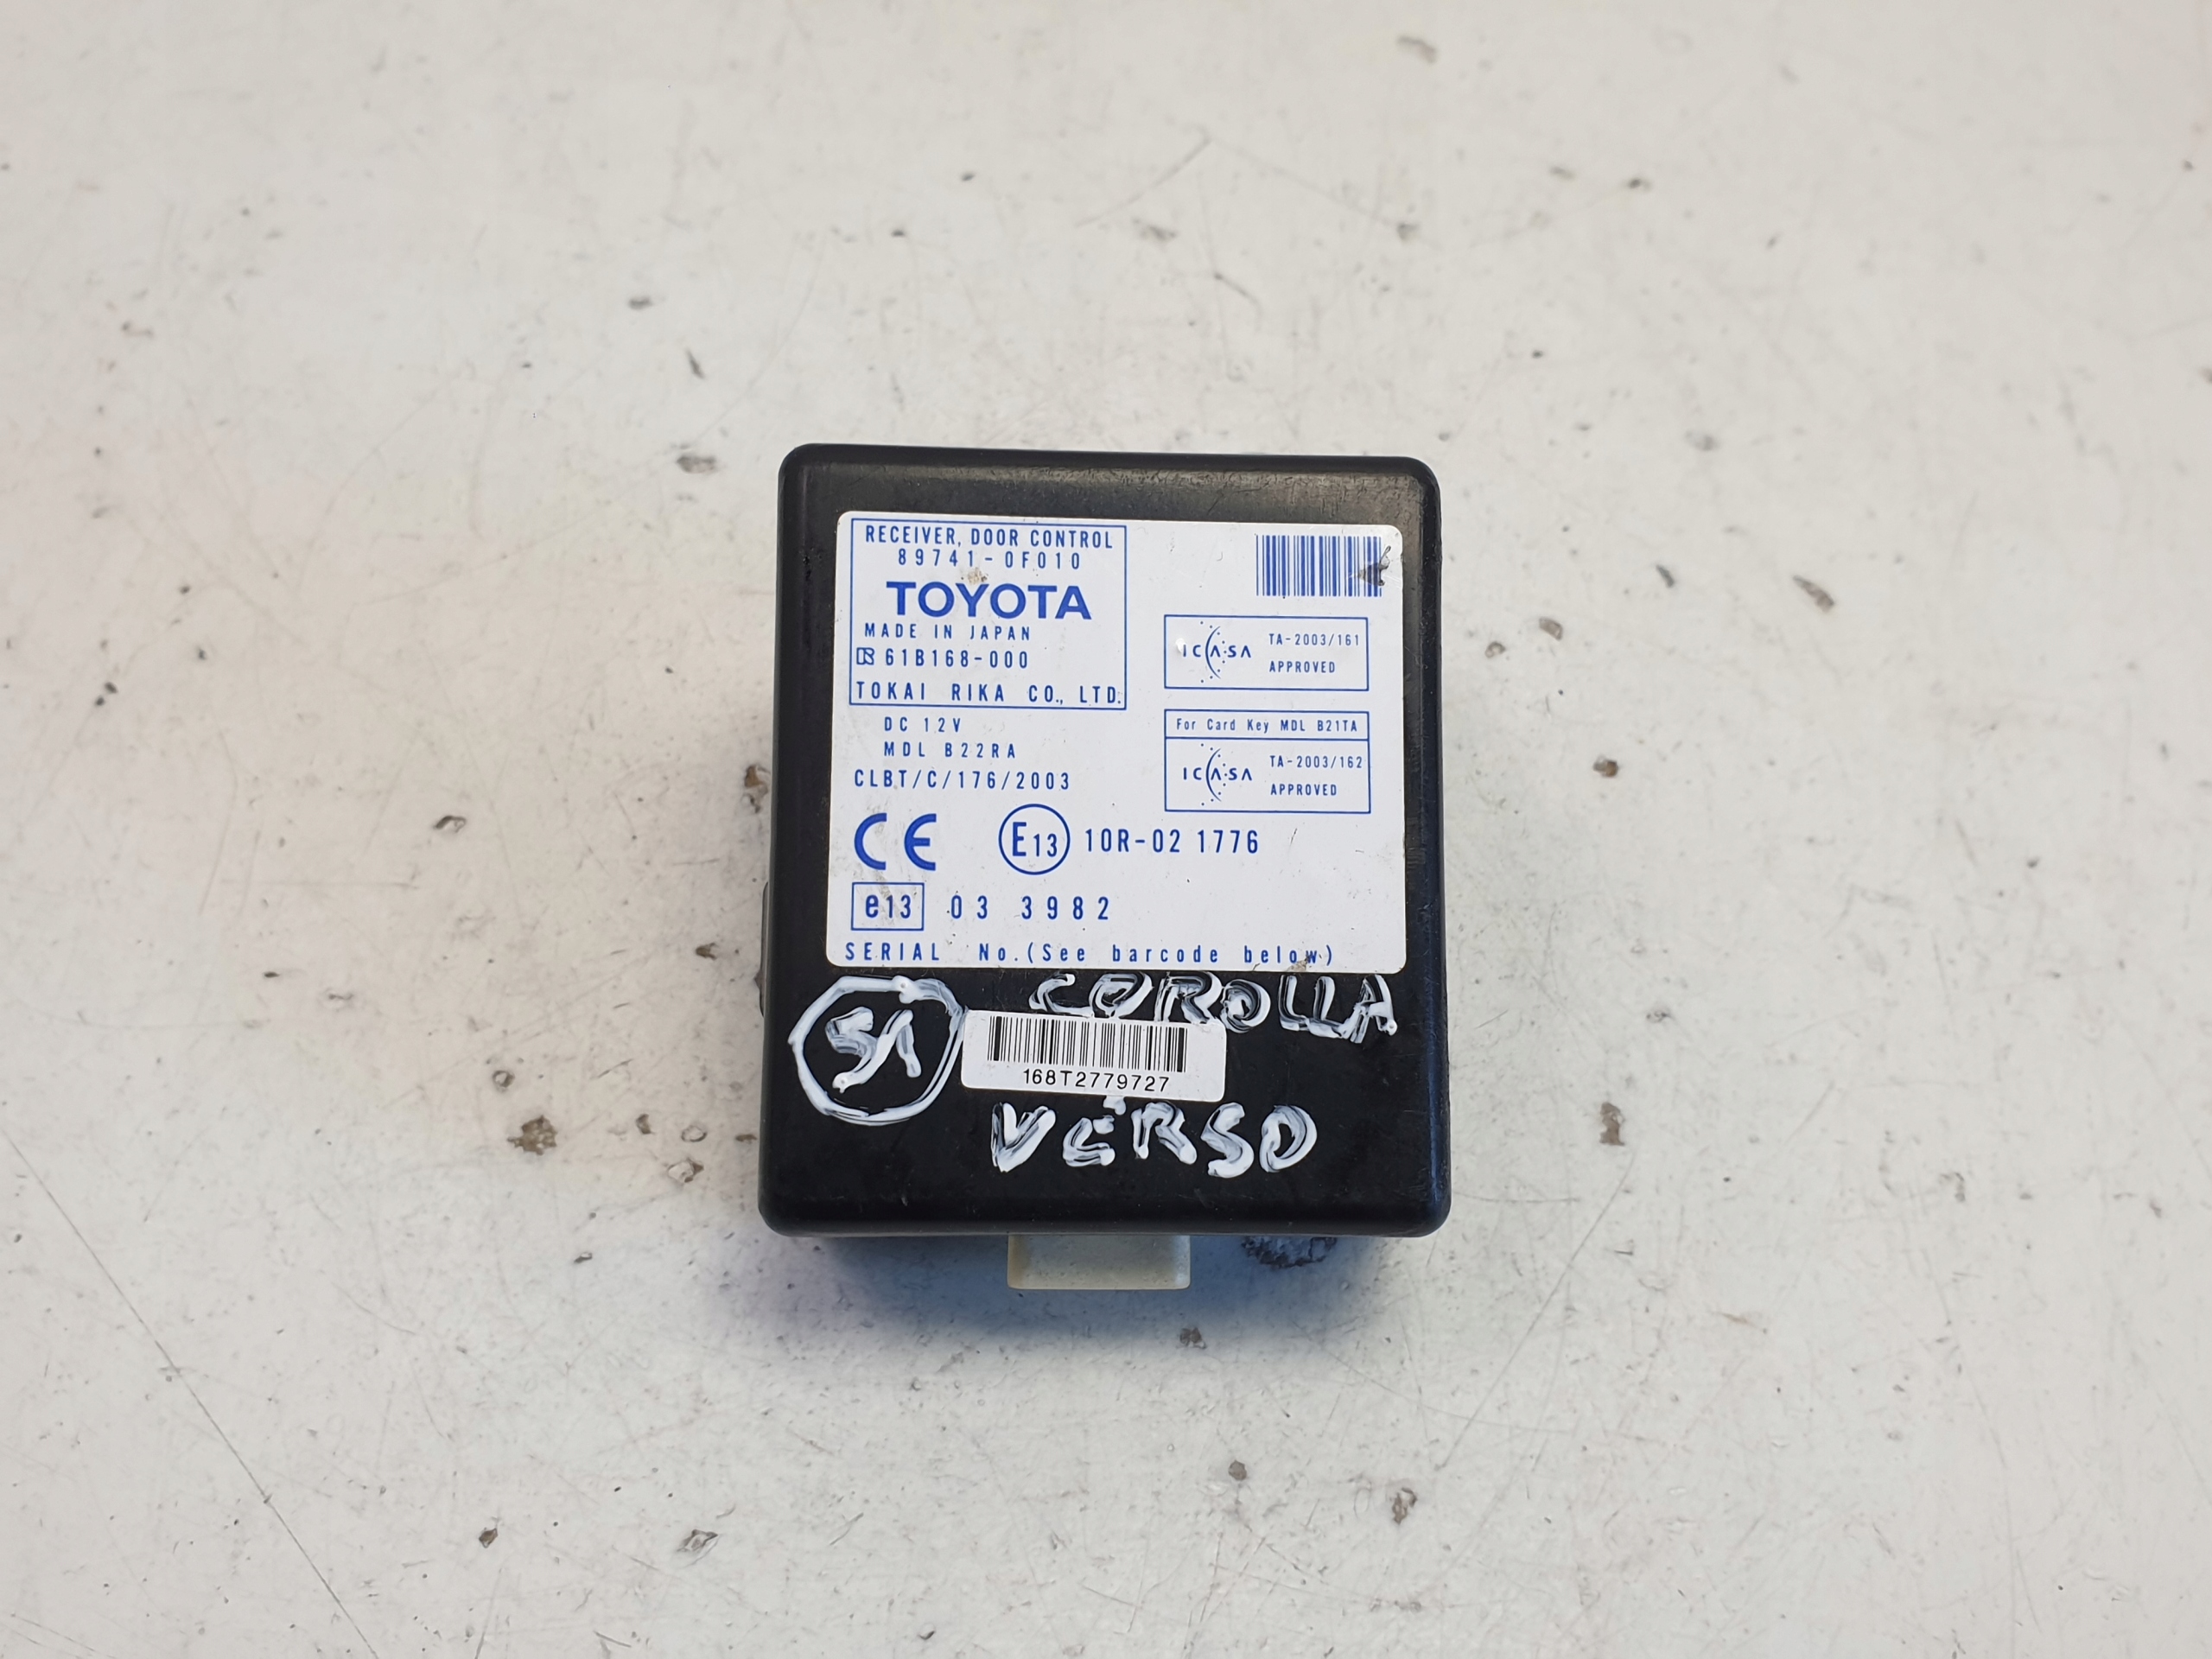 RECEIVER, DOOR CONTROL
89741-0F010
TOYOTA
MADE IN JAPAN
61B168-000
TOKAI RIKA CO., LTD.
DC 12V
MDL B22RA
CLBT/C/176/2003
CE
E13 10R-02 1776
e13 03 3982
SERIAL No.(See barcode below)
ICASA
TA-2003/161
APPROVED
For Card Key MDL B21TA
ICASA
TA-2003/162
APPROVED
51
COROLLA
168T2779727
VERSO